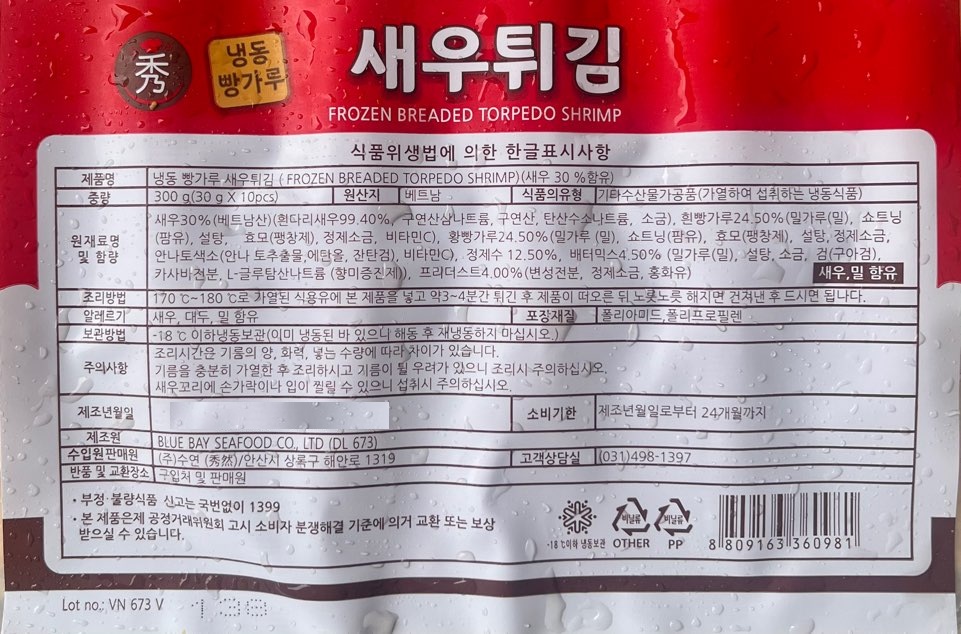 秀
냉동
빵가루
새우튀김
FROZEN BREADED TORPEDO SHRIMP
식품위생법에 의한 한글표시사항
제품명 냉동 빵가루 새우튀김 ( FROZEN BREADED TORPEDO SHRIMP)(새우 30 %함유)
중량 300 g(30 g X 10pcs) 원산지 베트남 식품의유형 기타수산물가공품(가열하여 섭취하는 냉동식품)
원재료명 및 함량
새우30%(베트남산)(흰다리새우99.40%, 구연산삼나트륨, 구연산, 탄산수소나트륨, 소금), 흰빵가루24.50%(밀가루(밀), 쇼트닝
(팜유), 설탕, 효모(팽창제), 정제소금, 비타민C), 황빵가루24.50%(밀가루 (밀), 쇼트닝(팜유), 효모(팽창제), 설탕, 정제소금,
안나토색소(안나 토추출물,에탄올, 잔탄검), 비타민C), 정제수 12.50%, 배터믹스4.50% (밀가루(밀), 설탕, 소금, 검(구아검),
카사바전분, L-글루탐산나트륨 (향미증진제)), 프리더스트4.00%(변성전분, 정제소금, 홍화유)
새우,밀 함유
조리방법 170 ℃~180 ℃로 가열된 식용유에 본 제품을 넣고 약3~4분간 튀긴 후 제품이 떠오른 뒤 노릇노릇 해지면 건져낸 후 드시면 됩니다.
알레르기 새우, 대두, 밀 함유 포장재질 폴리아미드,폴리프로필렌
보관방법 -18 ℃ 이하냉동보관(이미 냉동된 바 있으니 해동 후 재냉동하지 마십시오.)
주의사항
조리시간은 기름의 양, 화력, 넣는 수량에 따라 차이가 있습니다.
기름을 충분히 가열한 후 조리하시고 기름이 튈 우려가 있으니 조리시 주의하십시오.
새우꼬리에 손가락이나 입이 찔릴 수 있으니 섭취시 주의하십시오.
제조년월일 소비기한 제조년월일로부터 24개월까지
제조원 BLUE BAY SEAFOOD CO., LTD (DL 673)
수입원판매원 (주)수연 (秀然)/안산시 상록구 해안로 1319 고객상담실 (031)498-1397
반품 및 교환장소 구입처 및 판매원
· 부정·불량식품 신고는 국번없이 1399
· 본 제품은제 공정거래위원회 고시 소비자 분쟁해결 기준에 의거 교환 또는 보상
받으실 수 있습니다.
-18 ℃이하 냉동보관
비닐류
OTHER
비닐류
PP
8 809163 360981
Lot no.: VN 673 V 138